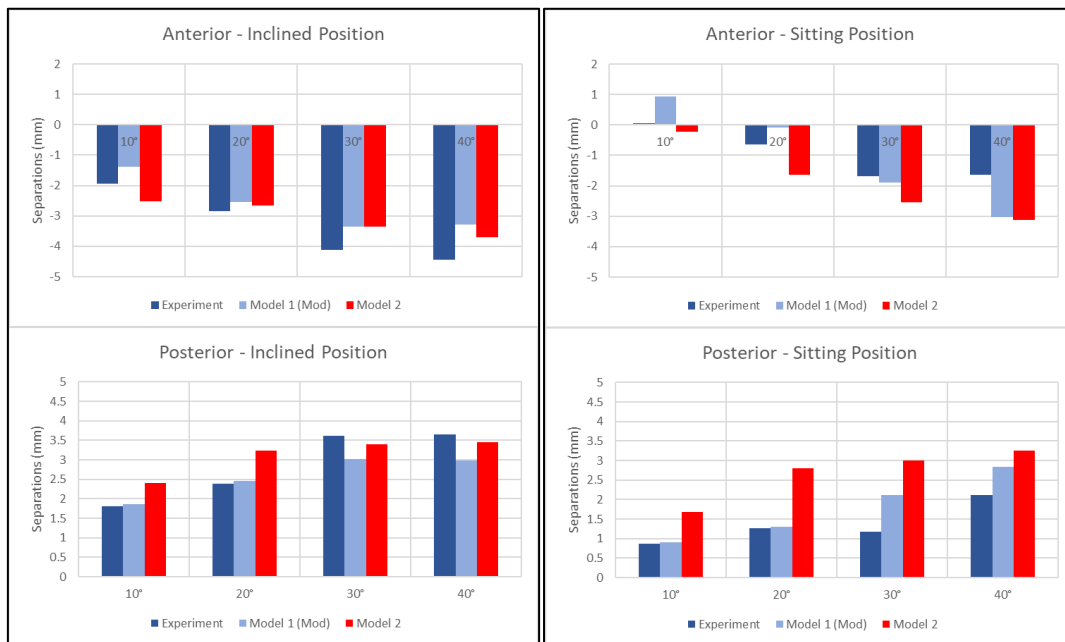 Anterior - Inclined Position
2
1
0
-1
-2
-3
-4
-5
Separations (mm)
10° 20° 30° 40°
Experiment Model 1 (Mod) Model 2
Anterior - Sitting Position
2
1
0
-1
-2
-3
-4
-5
Separations (mm)
10° 20° 30° 40°
Experiment Model 1 (Mod) Model 2
Posterior - Inclined Position
5
4.5
4
3.5
3
2.5
2
1.5
1
0.5
0
Separations (mm)
10° 20° 30° 40°
Experiment Model 1 (Mod) Model 2
Posterior - Sitting Position
5
4.5
4
3.5
3
2.5
2
1.5
1
0.5
0
Separations (mm)
10° 20° 30° 40°
Experiment Model 1 (Mod) Model 2